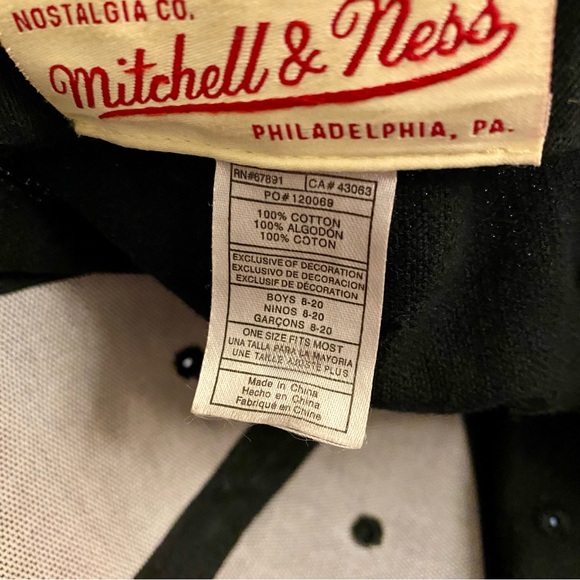 NOSTALGIA CO.
Mitchell & Ness
PHILADELPHIA, PA.
RN#67891 CA# 43063
PO# 120069
100% COTTON
100% ALGODÓN
100% COTON
EXCLUSIVE OF DECORATION
EXCLUSIVO DE DECORACION
EXCLUSIF DE DÉCORATION
BOYS 8-20
NINOS 8-20
GARÇONS 8-20
ONE SIZE FITS MOST
UNA TALLA PARA LA MAYORIA
UNE TAILLE AJUSTE PLUS
Made in China
Hecho en China
Fabriqué en Chine